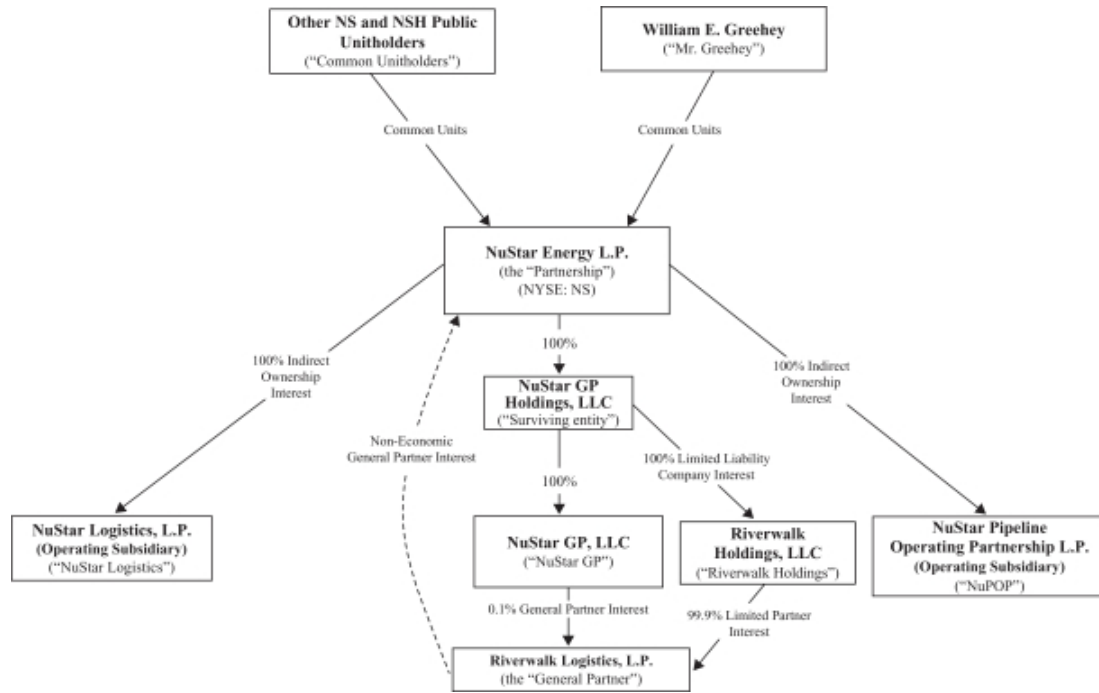 Other NS and NSH Public
Unitholders
(“Common Unitholders”)
William E. Greehey
(“Mr. Greehey”)
Common Units
Common Units
NuStar Energy L.P.
(the “Partnership”)
(NYSE: NS)
100% Indirect
Ownership
Interest
100%
100% Indirect
Ownership
Interest
NuStar GP
Holdings, LLC
(“Surviving entity”)
Non-Economic
General Partner Interest
100%
100% Limited Liability
Company Interest
NuStar Logistics, L.P.
(Operating Subsidiary)
(“NuStar Logistics”)
NuStar GP, LLC
(“NuStar GP”)
Riverwalk
Holdings, LLC
(“Riverwalk Holdings”)
NuStar Pipeline
Operating Partnership L.P.
(Operating Subsidiary)
(“NuPOP”)
0.1% General Partner Interest
99.9% Limited Partner
Interest
Riverwalk Logistics, L.P.
the “General Partner”)